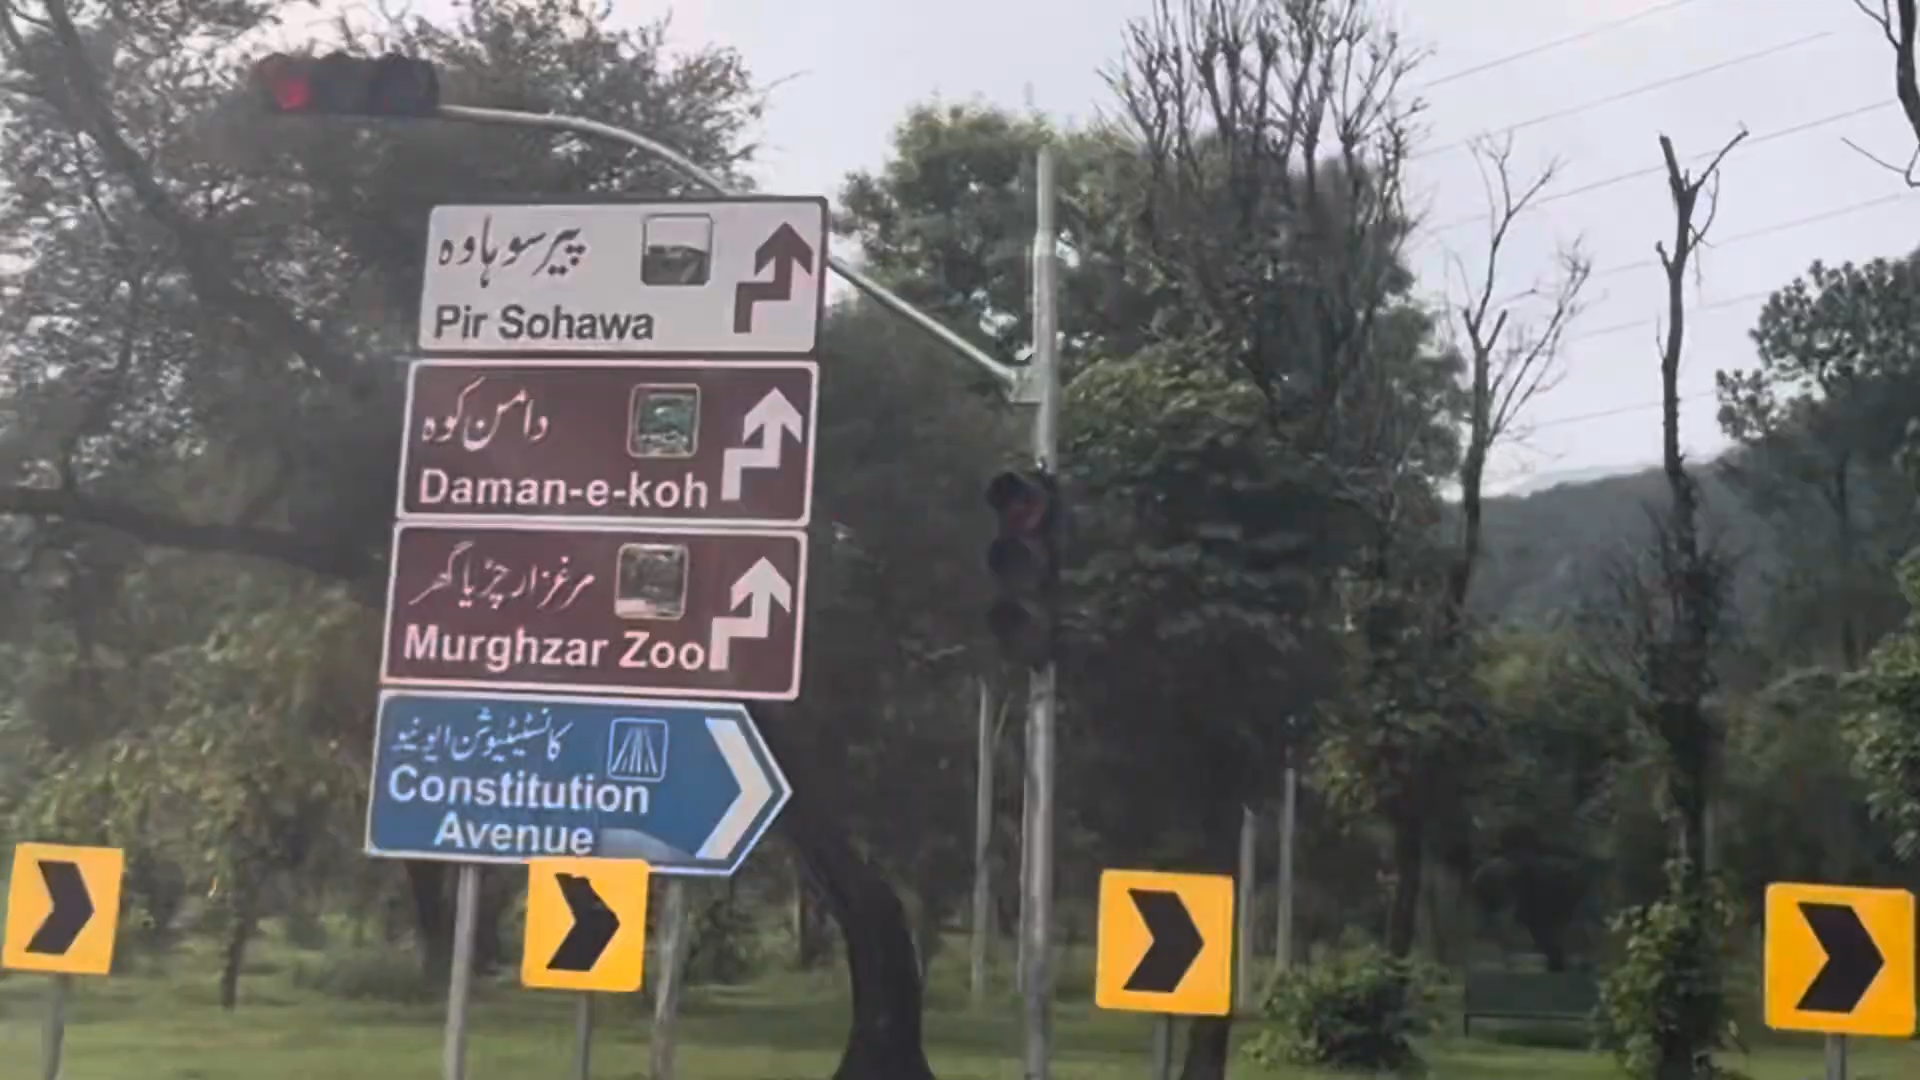 پیر سوہاوہ
Pir Sohawa
دامن کوہ
Daman-e-koh
مرغزار چڑیا گھر
Murghzar Zoo
کانسٹیٹیوشن ایونیو
Constitution
Avenue